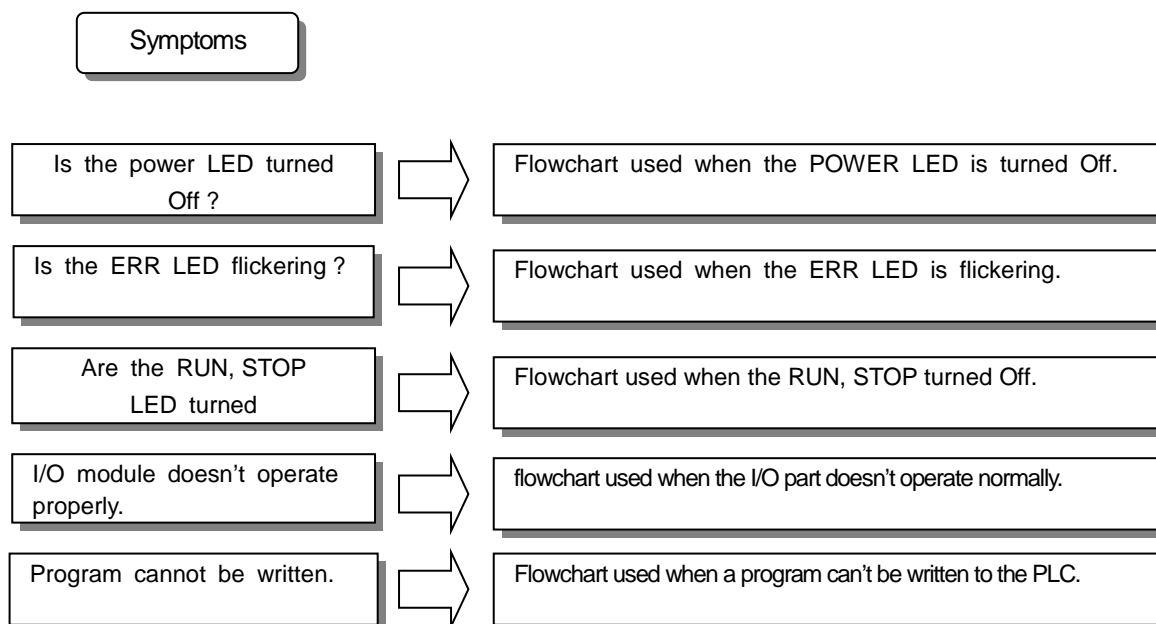 Symptoms
Is the power LED turned
Off ?
Flowchart used when the POWER LED is turned Off.
Is the ERR LED flickering ?
Flowchart used when the ERR LED is flickering.
Are the RUN, STOP
LED turned
Flowchart used when the RUN, STOP turned Off.
I/O module doesn’t operate
properly.
flowchart used when the I/O part doesn’t operate normally.
Program cannot be written.
Flowchart used when a program can’t be written to the PLC.